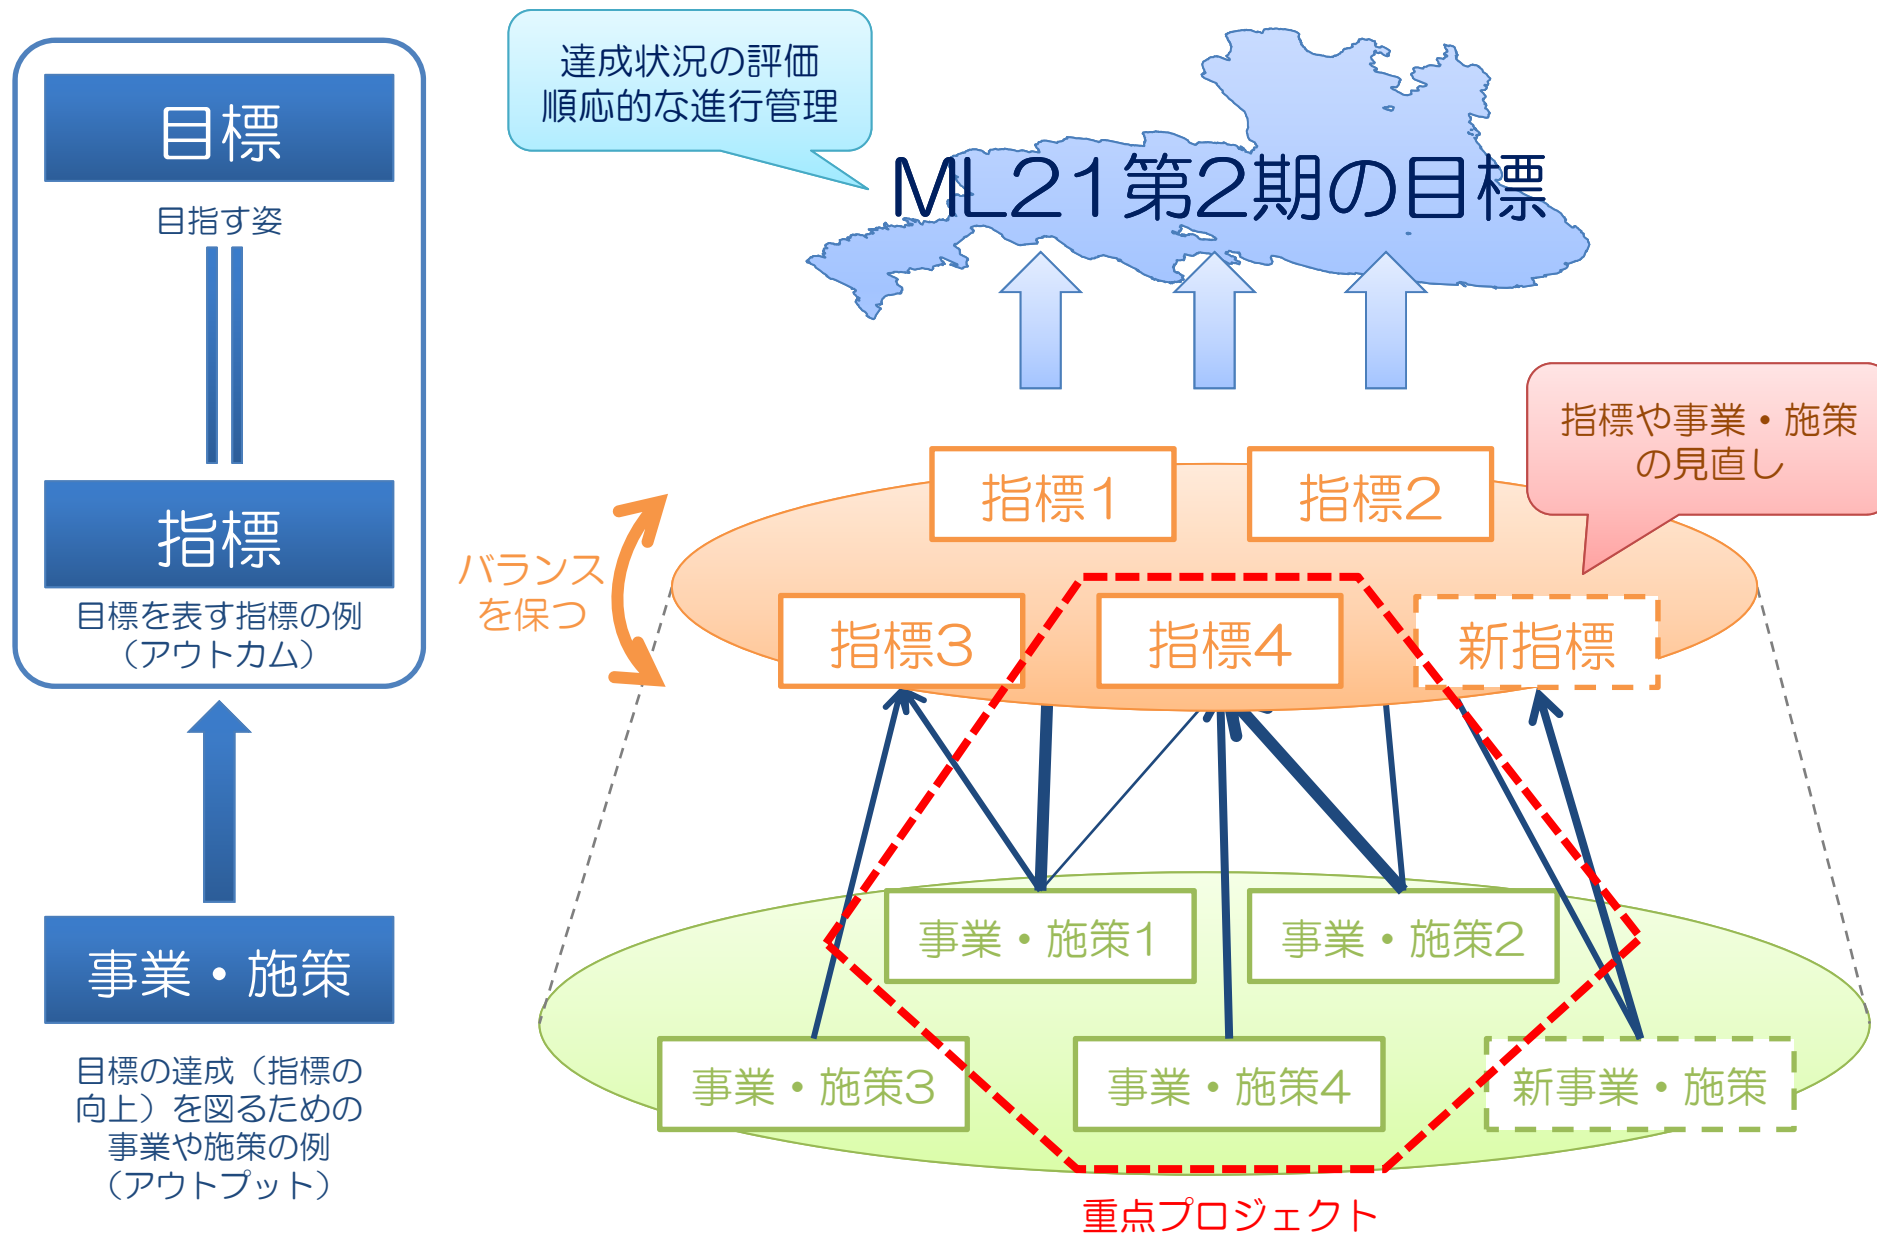 目標
目指す姿
指標
目標を表す指標の例
（アウトカム）
事業・施策
目標の達成（指標の
向上）を図るための
事業や施策の例
（アウトプット）
達成状況の評価
順応的な進行管理
ML21第2期の目標
指標や事業・施策
の見直し
バランス
を保つ
指標1
指標2
指標3
指標4
新指標
事業・施策1
事業・施策2
事業・施策3
事業・施策4
新事業・施策
重点プロジェクト